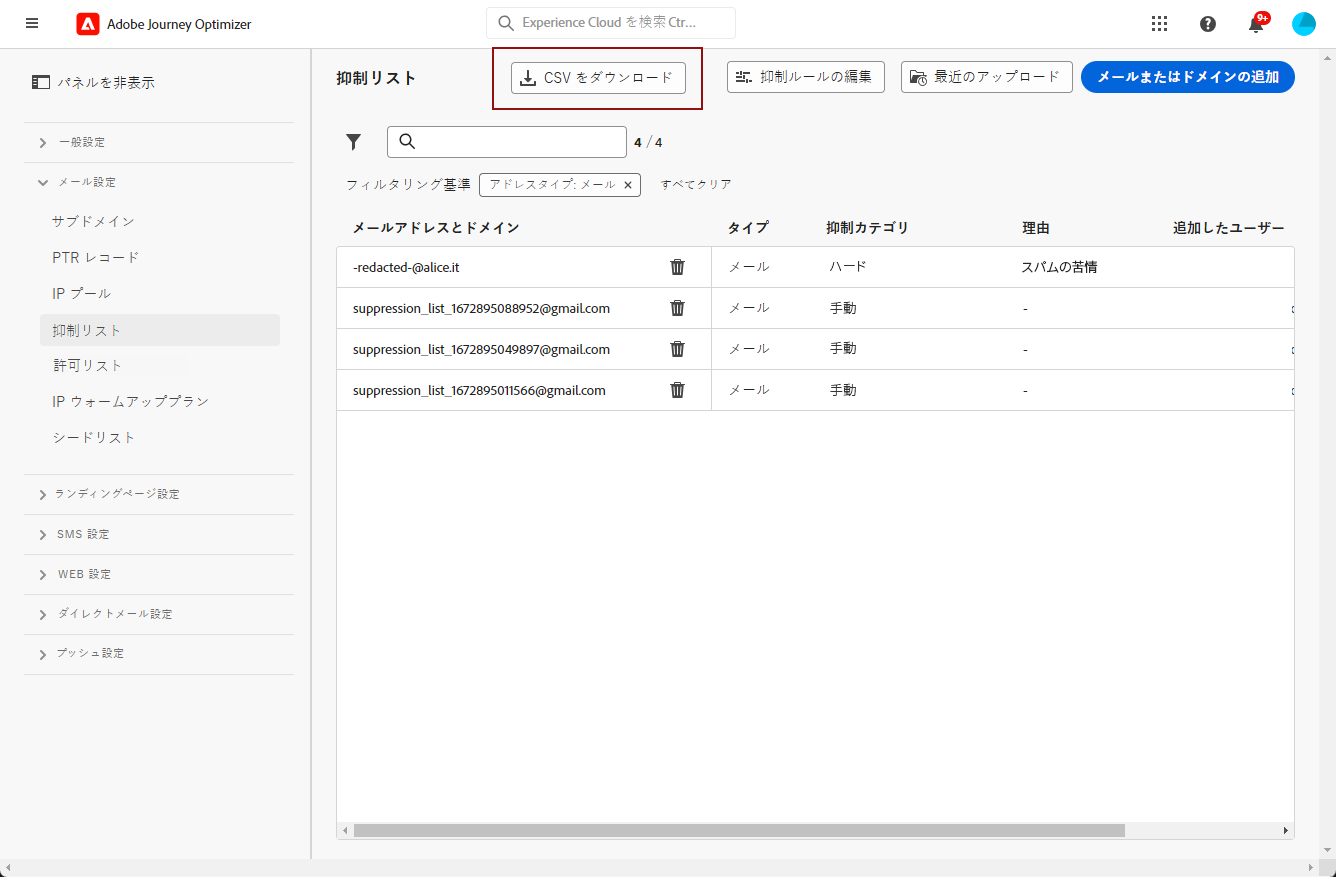 Adobe Journey Optimizer
Experience Cloud を検索 Ctr...
9+
パネルを非表示
一般設定
メール設定
サブドメイン
PTR レコード
IP プール
抑制リスト
許可リスト
IP ウォームアッププラン
シードリスト
ランディングページ設定
SMS 設定
WEB 設定
ダイレクトメール設定
プッシュ設定
抑制リスト
CSV をダウンロード
抑制ルールの編集
最近のアップロード
メールまたはドメインの追加
4 / 4
フィルタリング基準 アドレスタイプ: メール × すべてクリア
メールアドレスとドメイン タイプ 抑制カテゴリ 理由 追加したユーザー
-redacted-@alice.it メール ハード スパムの苦情
suppression_list_1672895088952@gmail.com メール 手動 -
suppression_list_1672895049897@gmail.com メール 手動 -
suppression_list_1672895011566@gmail.com メール 手動 -